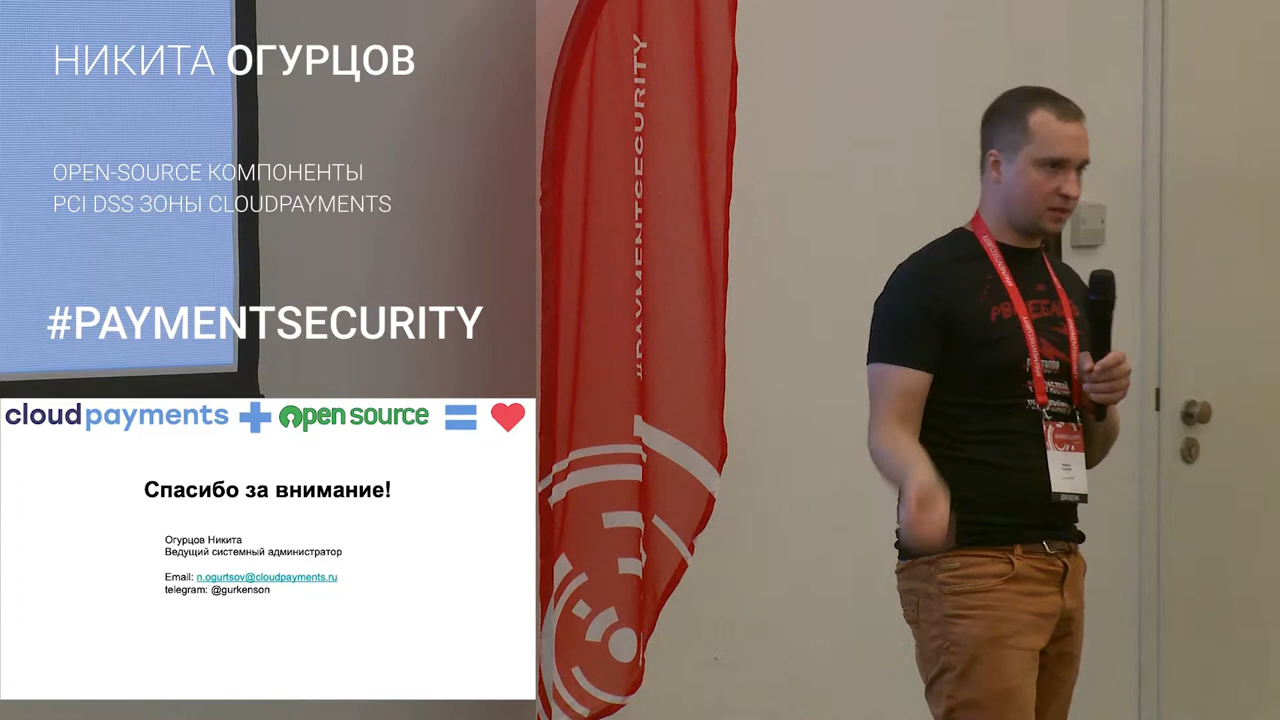 НИКИТА ОГУРЦОВ
OPEN-SOURCE КОМПОНЕНТЫ
PCI DSS ЗОНЫ CLOUDPAYMENTS
#PAYMENTSECURITY
cloudpayments + open source = ❤
Спасибо за внимание!
Огурцов Никита
Ведущий системный администратор
Email: n.ogurtsov@cloudpayments.ru
telegram: @gurkenson
#PAYMENTSECURITY